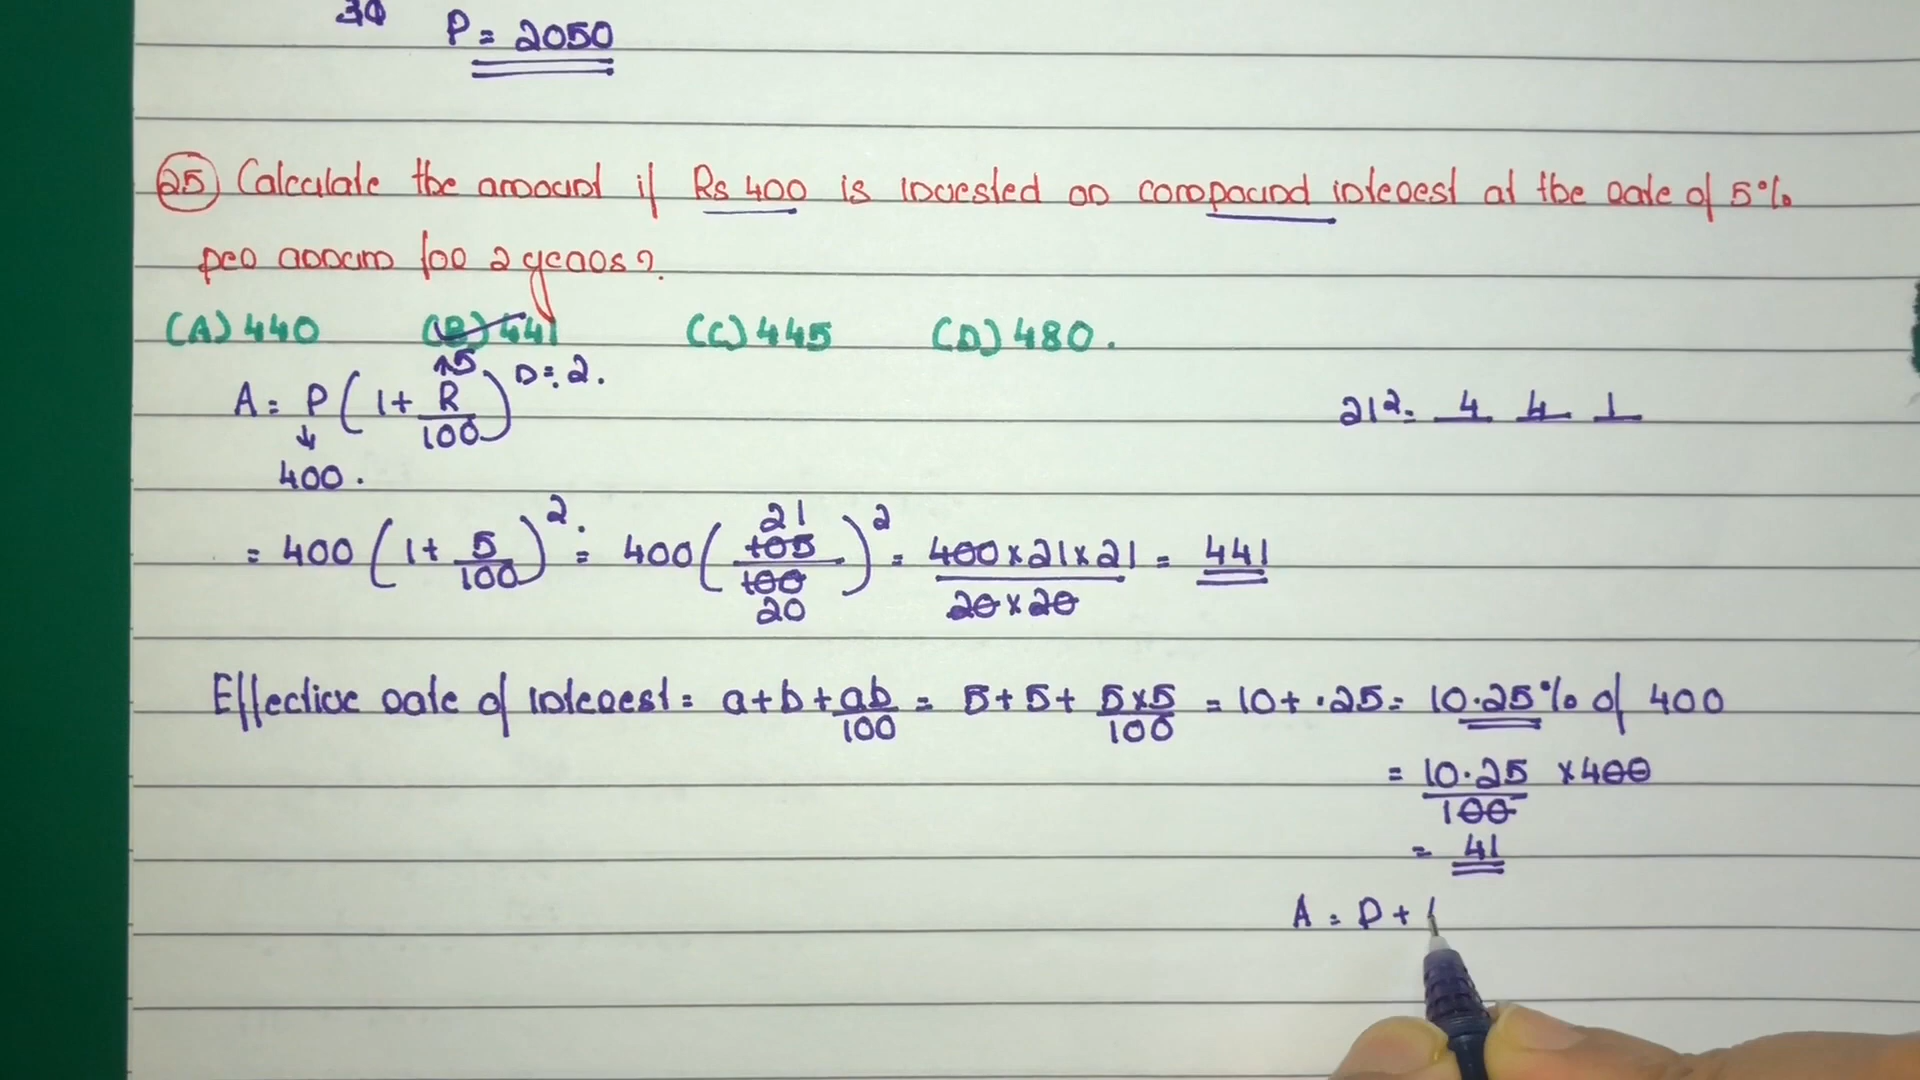 30
P = 2050
25) Calculate the amount if Rs 400 is invested on compound interest at the rate of 5%
per annum for 2 years?
(A) 440 (B) 441 (C) 445 (D) 480.
A = P(1+ R/100)^n=2.
5
400.
21² = 4 4 1
= 400(1+ 5/100)². = 400(105/100)² = 400×21×21/20×20 = 441
21
20
Effective rate of interest = a+b+ab/100 = 5+5+ 5×5/100 = 10+.25 = 10.25% of 400
= 10.25/100 ×400
= 41
A = P +